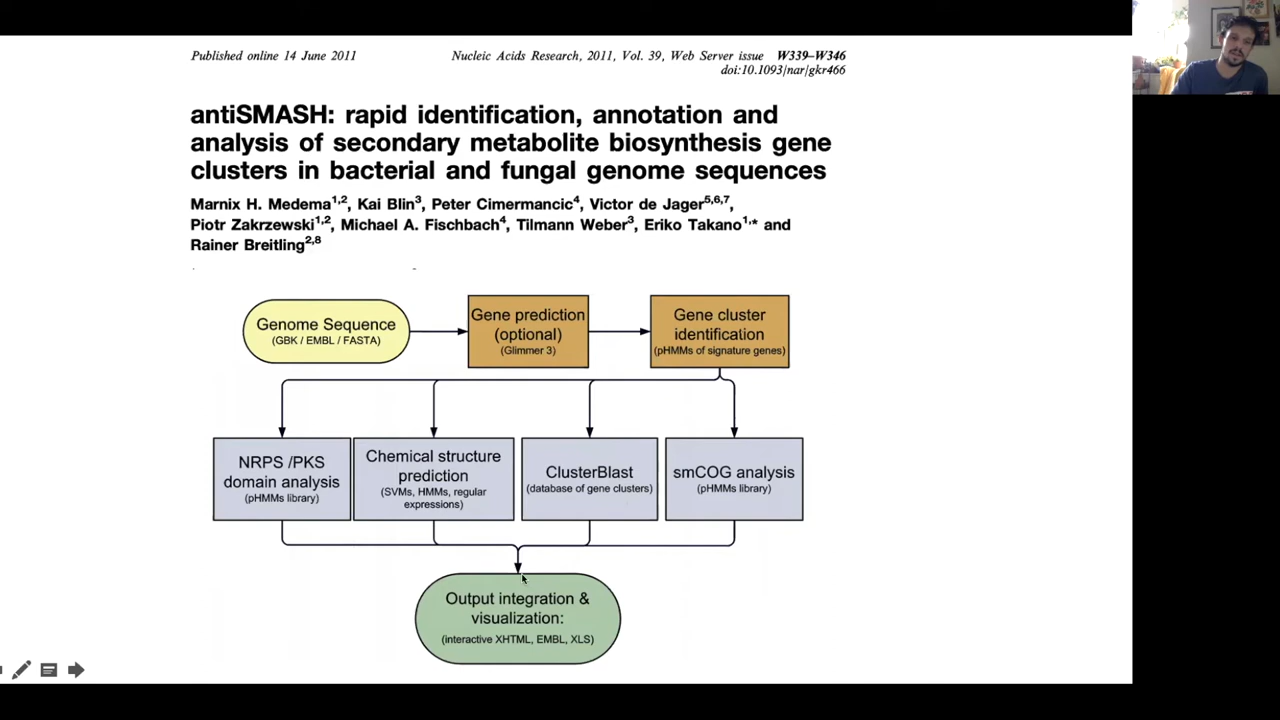 Published online 14 June 2011
Nucleic Acids Research, 2011, Vol. 39, Web Server issue W339–W346
doi:10.1093/nar/gkr466
antiSMASH: rapid identification, annotation and
analysis of secondary metabolite biosynthesis gene
clusters in bacterial and fungal genome sequences
Marnix H. Medema1,2, Kai Blin3, Peter Cimermancic4, Victor de Jager5,6,7,
Piotr Zakrzewski1,2, Michael A. Fischbach4, Tilmann Weber3, Eriko Takano1,* and
Rainer Breitling2,8
Genome Sequence
(GBK / EMBL / FASTA)
Gene prediction
(optional)
(Glimmer 3)
Gene cluster
identification
(pHMMs of signature genes)
NRPS /PKS
domain analysis
(pHMMs library)
Chemical structure
prediction
(SVMs, HMMs, regular
expressions)
ClusterBlast
(database of gene clusters)
smCOG analysis
(pHMMs library)
Output integration &
visualization:
(interactive XHTML, EMBL, XLS)